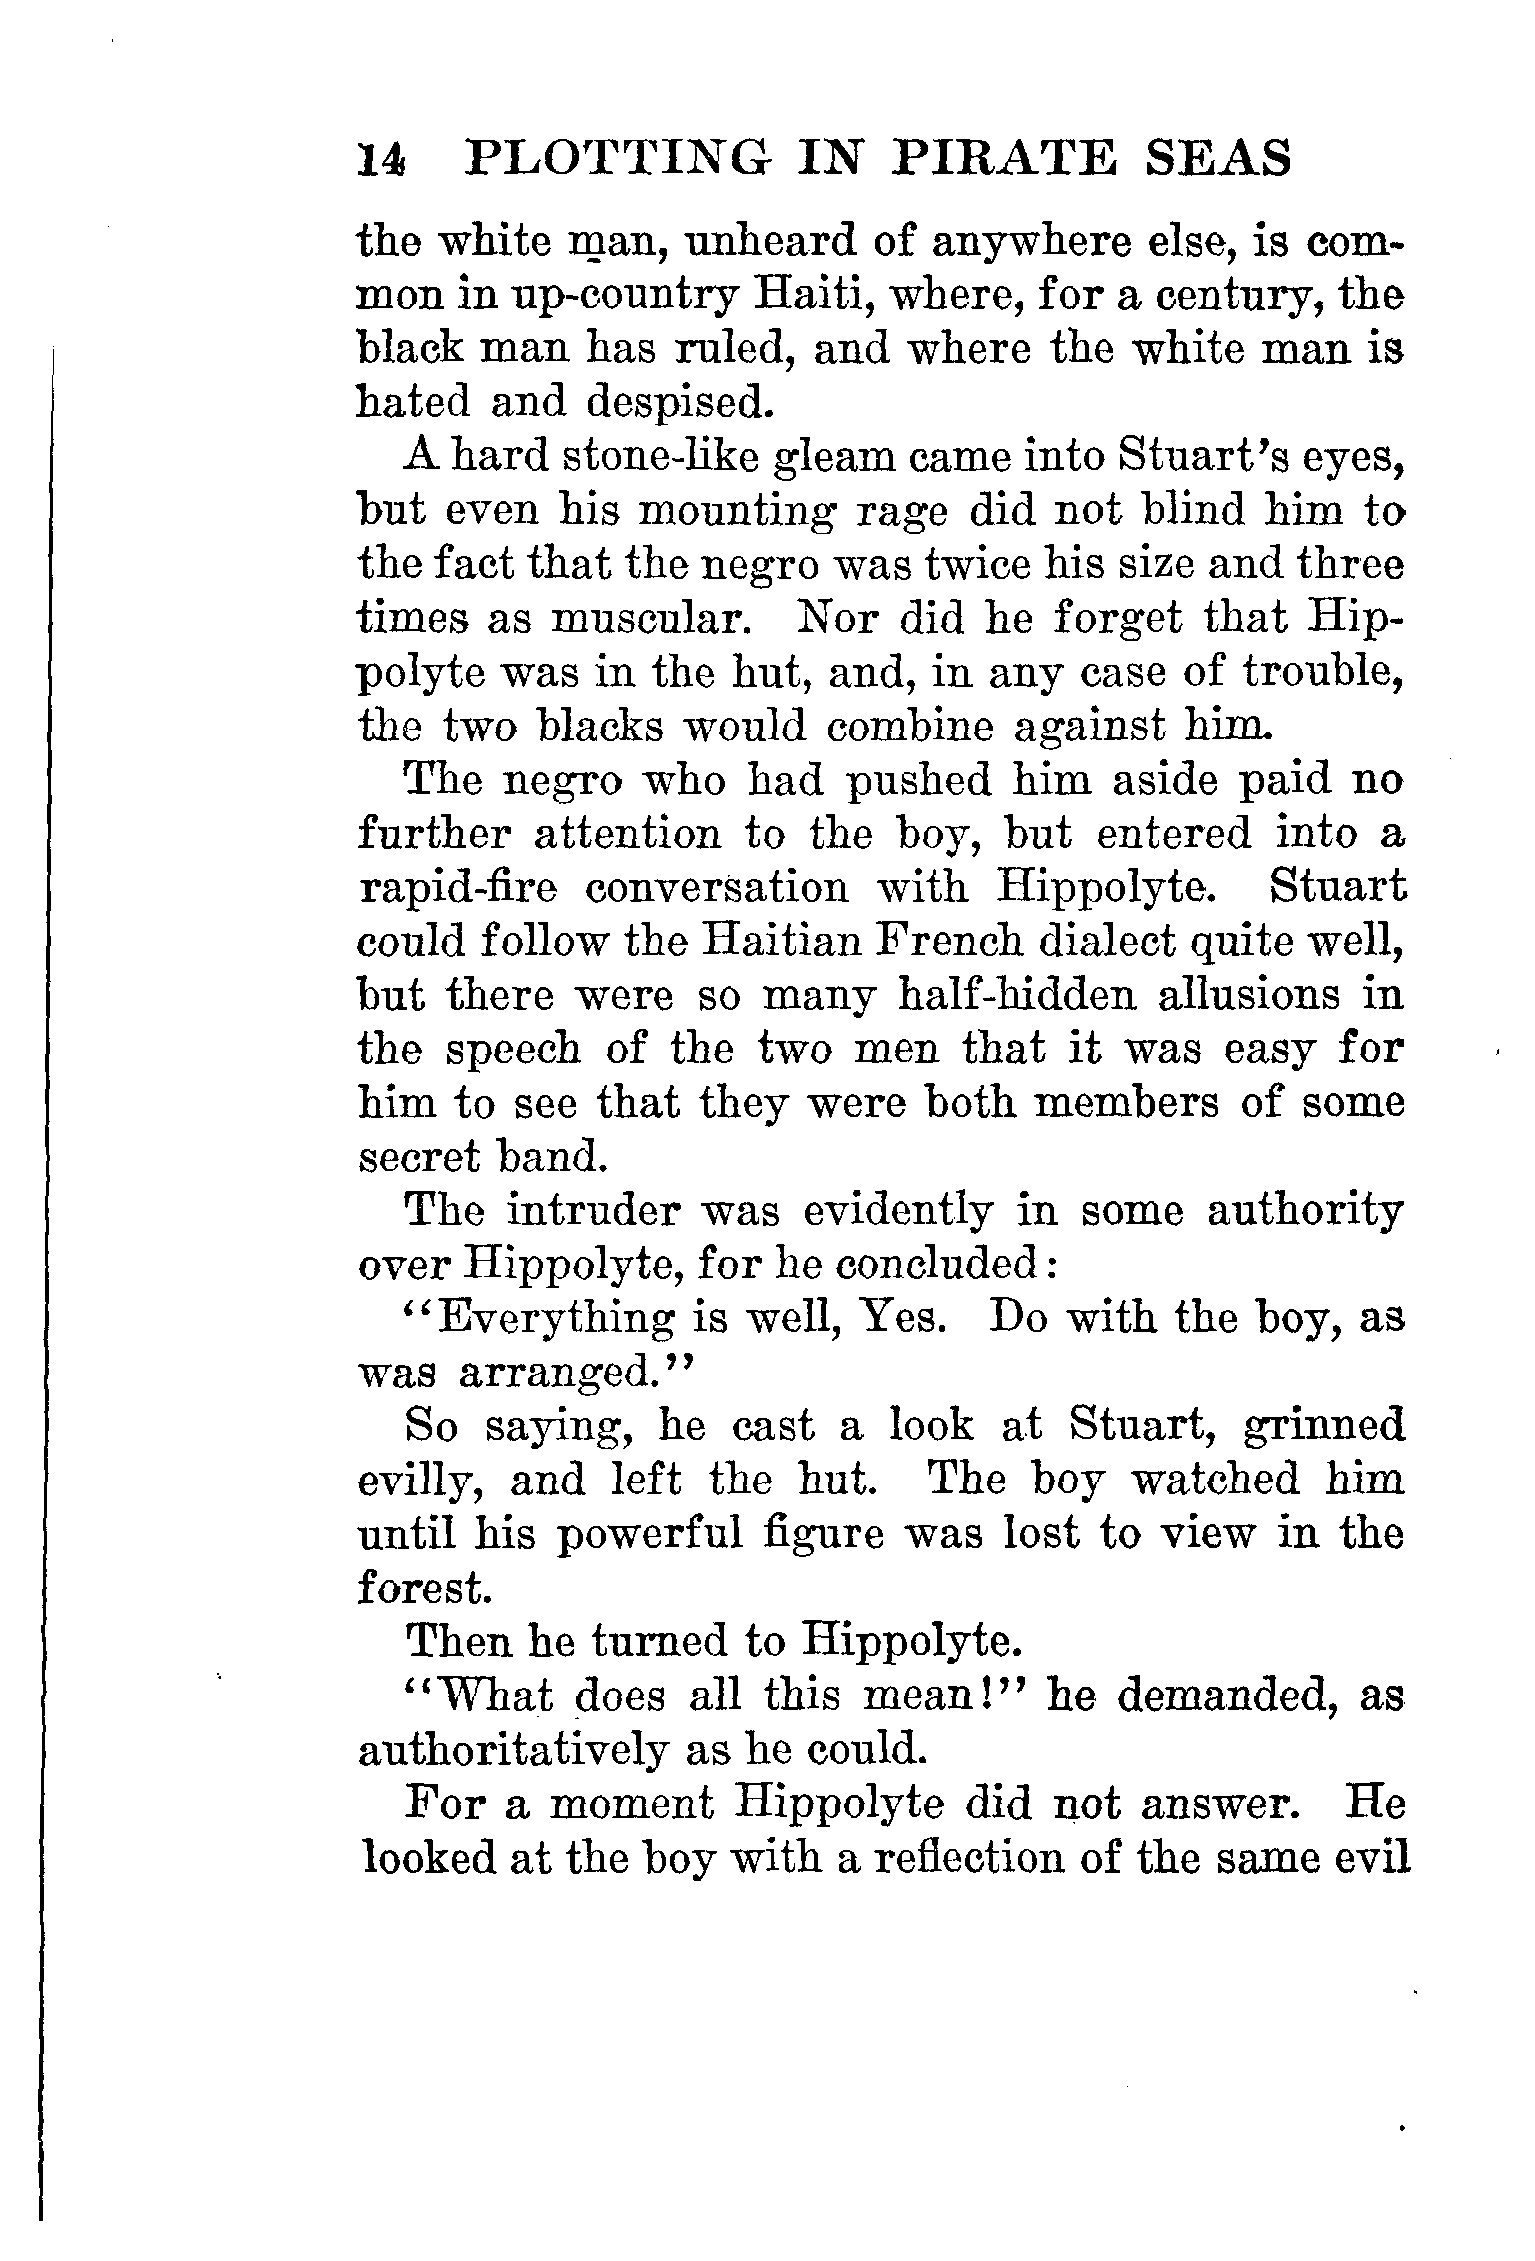 14 PLOTTING IN PIRATE SEAS
the white man, unheard of anywhere else, is com-
mon in up-country Haiti, where, for a century, the
black man has ruled, and where the white man is
hated and despised.
A hard stone-like gleam came into Stuart's eyes,
but even his mounting rage did not blind him to
the fact that the negro was twice his size and three
times as muscular. Nor did he forget that Hip-
polyte was in the hut, and, in any case of trouble,
the two blacks would combine against him.
The negro who had pushed him aside paid no
further attention to the boy, but entered into a
rapid-fire conversation with Hippolyte. Stuart
could follow the Haitian French dialect quite well,
but there were so many half-hidden allusions in
the speech of the two men that it was easy for
him to see that they were both members of some
secret band.
The intruder was evidently in some authority
over Hippolyte, for he concluded:
"Everything is well, Yes. Do with the boy, as
was arranged."
So saying, he cast a look at Stuart, grinned
evilly, and left the hut. The boy watched him
until his powerful figure was lost to view in the
forest.
Then he turned to Hippolyte.
"What does all this mean!" he demanded, as
authoritatively as he could.
For a moment Hippolyte did not answer. He
looked at the boy with a reflection of the same evil